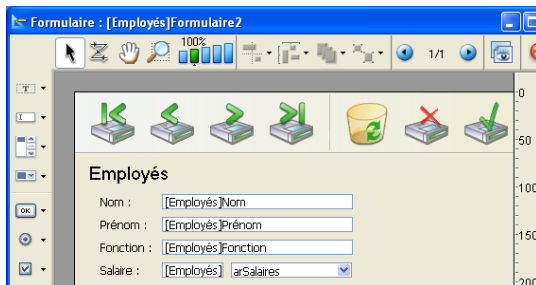 Formulaire : [Employés]Formulaire2
100%
1/1
0
50
100
150
200
T
I
OK
Employés
Nom : [Employés]Nom
Prénom : [Employés]Prénom
Fonction : [Employés]Fonction
Salaire : [Employés] arSalaires